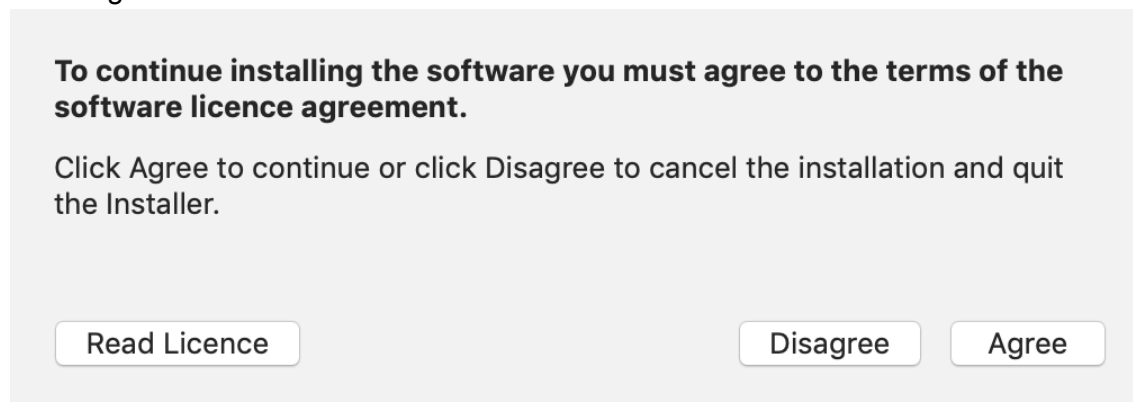 To continue installing the software you must agree to the terms of the
software licence agreement.
Click Agree to continue or click Disagree to cancel the installation and quit
the Installer.
Read Licence Disagree Agree